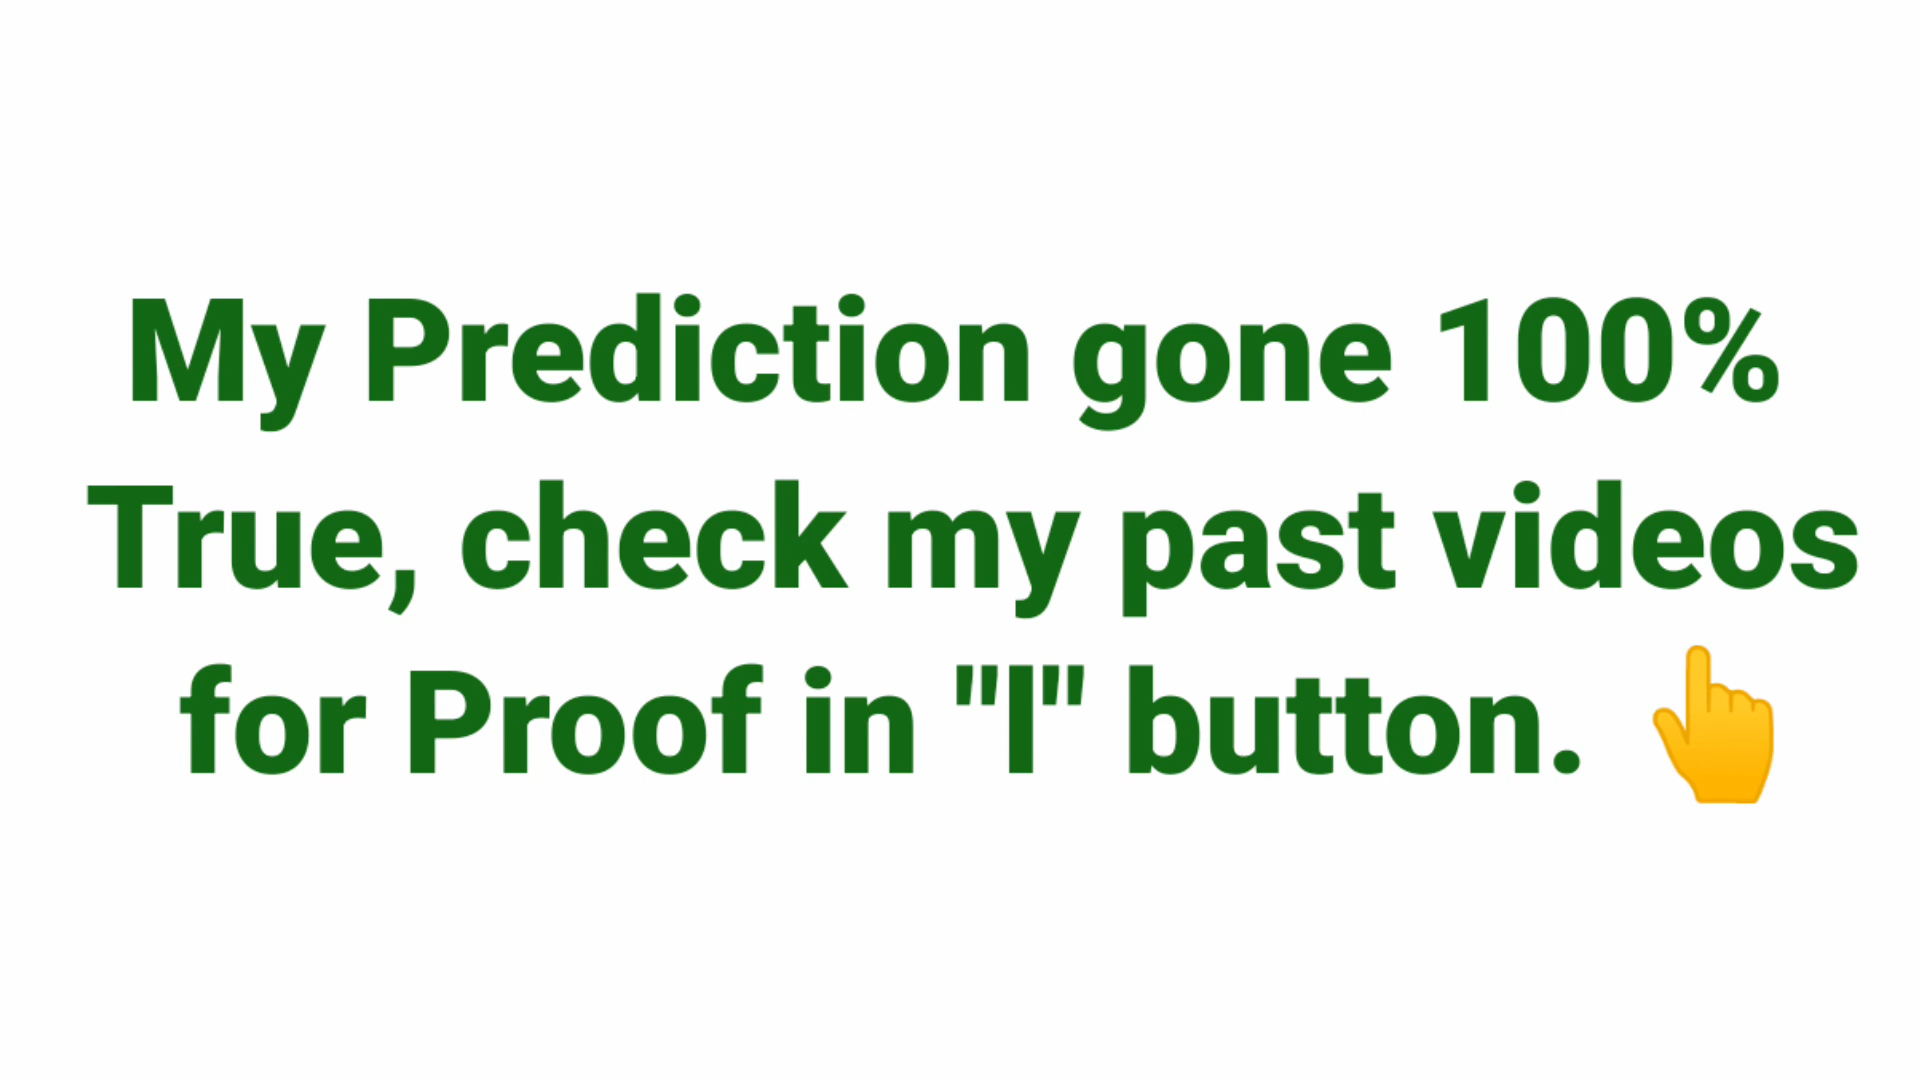 My Prediction gone 100%
True, check my past videos
for Proof in "I" button. 👆